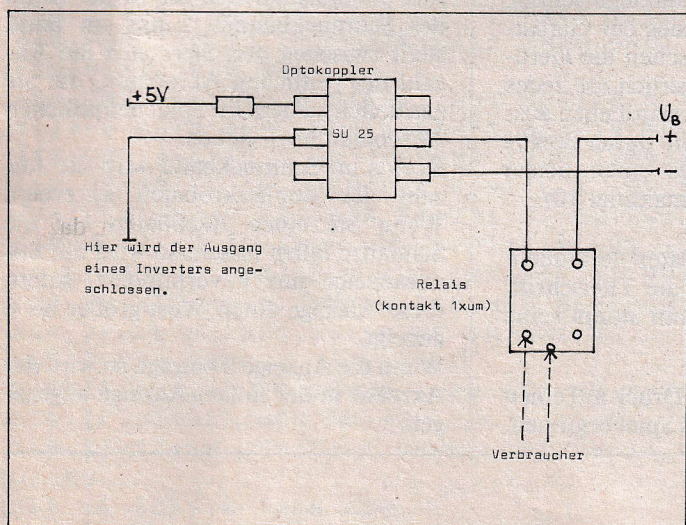 Optokoppler
+5V
SU 25
U_B
+
-
Hier wird der Ausgang
eines Inverters ange-
schlossen.
Relais
(kontakt 1xum)
Verbraucher